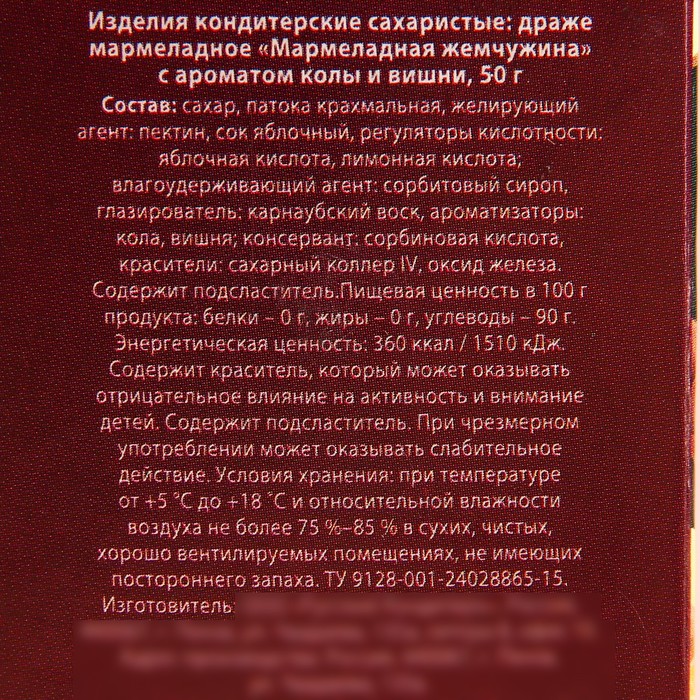 Изделия кондитерские сахаристые: драже
мармеладное «Мармеладная жемчужина»
с ароматом колы и вишни, 50 г
Состав: сахар, патока крахмальная, желирующий
агент: пектин, сок яблочный, регуляторы кислотности:
яблочная кислота, лимонная кислота;
влагоудерживающий агент: сорбитовый сироп,
глазирователь: карнаубский воск, ароматизаторы:
кола, вишня; консервант: сорбиновая кислота,
красители: сахарный коллер IV, оксид железа.
Содержит подсластитель.Пищевая ценность в 100 г
продукта: белки – 0 г, жиры – 0 г, углеводы – 90 г.
Энергетическая ценность: 360 ккал / 1510 кДж.
Содержит краситель, который может оказывать
отрицательное влияние на активность и внимание
детей. Содержит подсластитель. При чрезмерном
употреблении может оказывать слабительное
действие. Условия хранения: при температуре
от +5 °С до +18 °С и относительной влажности
воздуха не более 75 %–85 % в сухих, чистых,
хорошо вентилируемых помещениях, не имеющих
постороннего запаха. ТУ 9128-001-24028865-15.
Изготовитель: